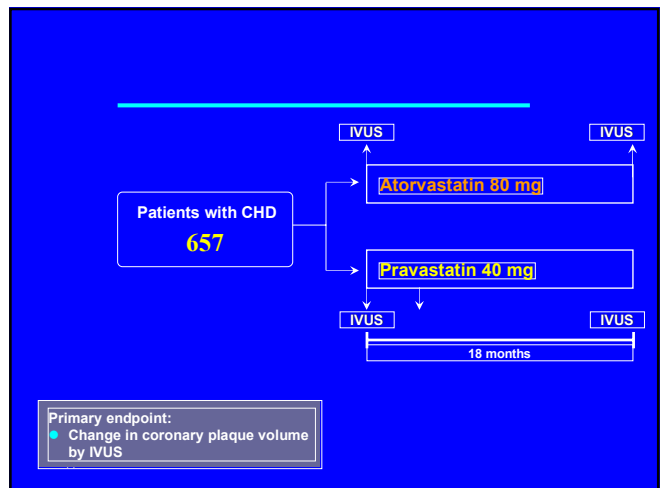 IVUS IVUS
Atorvastatin 80 mg
Patients with CHD
657
Pravastatin 40 mg
IVUS IVUS
18 months
Primary endpoint:
Change in coronary plaque volume
by IVUS